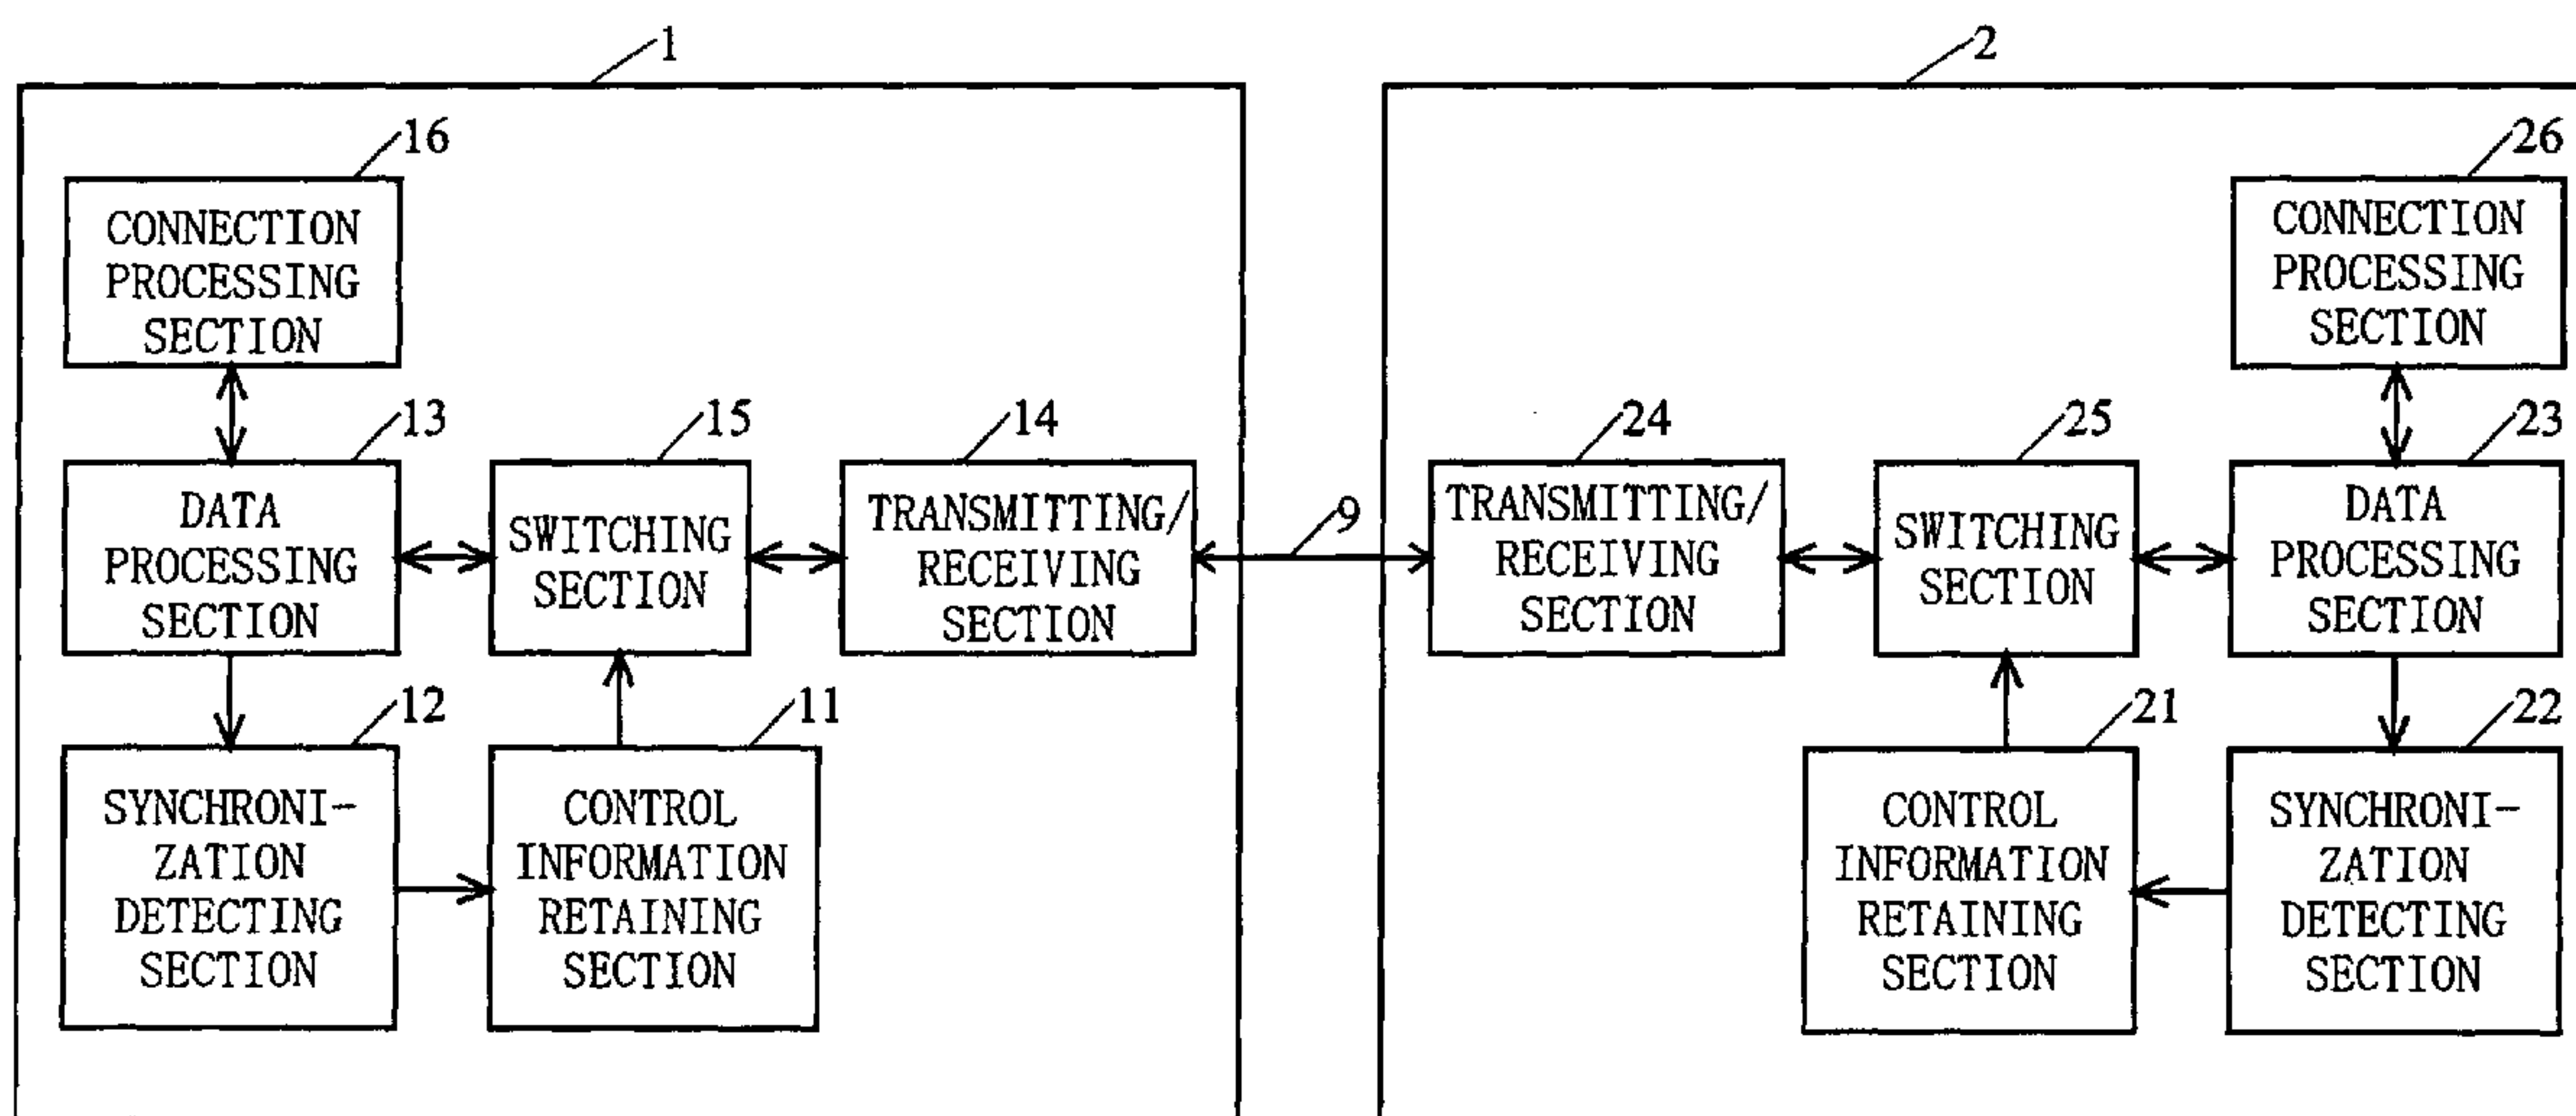 1
2
16
CONNECTION
PROCESSING
SECTION
26
CONNECTION
PROCESSING
SECTION
13
DATA
PROCESSING
SECTION
15
SWITCHING
SECTION
14
TRANSMITTING/
RECEIVING
SECTION
9
24
TRANSMITTING/
RECEIVING
SECTION
25
SWITCHING
SECTION
23
DATA
PROCESSING
SECTION
12
SYNCHRONI-
ZATION
DETECTING
SECTION
11
CONTROL
INFORMATION
RETAINING
SECTION
21
CONTROL
INFORMATION
RETAINING
SECTION
22
SYNCHRONI-
ZATION
DETECTING
SECTION